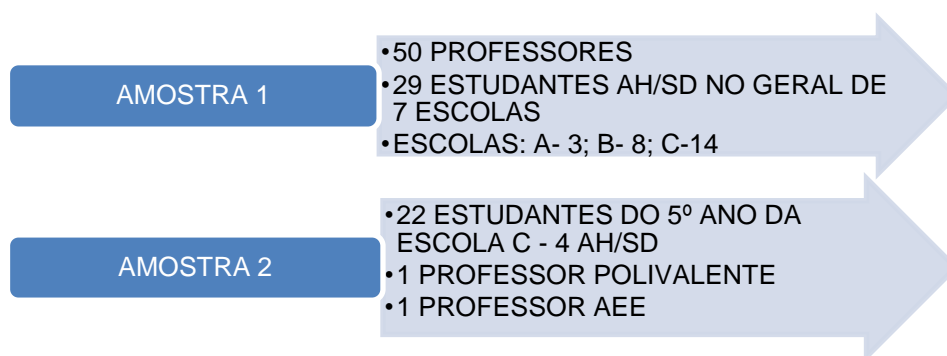 AMOSTRA 1
•50 PROFESSORES
•29 ESTUDANTES AH/SD NO GERAL DE
7 ESCOLAS
•ESCOLAS: A- 3; B- 8; C-14
AMOSTRA 2
•22 ESTUDANTES DO 5º ANO DA
ESCOLA C - 4 AH/SD
•1 PROFESSOR POLIVALENTE
•1 PROFESSOR AEE